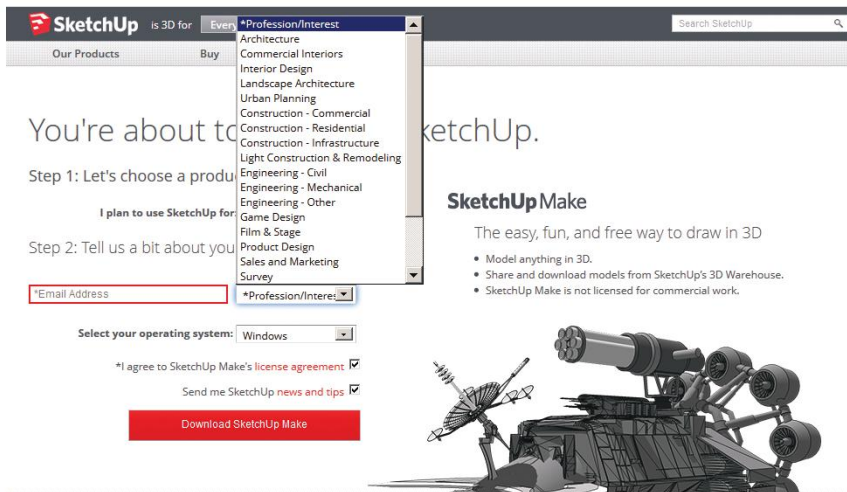 SketchUp is 3D for Every
Search SketchUp
Our Products Buy
*Profession/Interest
Architecture
Commercial Interiors
Interior Design
Landscape Architecture
Urban Planning
Construction - Commercial
Construction - Residential
Construction - Infrastructure
Light Construction & Remodeling
Engineering - Civil
Engineering - Mechanical
Engineering - Other
Game Design
Film & Stage
Product Design
Sales and Marketing
Survey
You're about to ketchUp.
Step 1: Let's choose a produ
I plan to use SketchUp for:
Step 2: Tell us a bit about you
*Email Address *Profession/Interes
Select your operating system: Windows
*I agree to SketchUp Make's license agreement
Send me SketchUp news and tips
Download SketchUp Make
SketchUp Make
The easy, fun, and free way to draw in 3D
• Model anything in 3D.
• Share and download models from SketchUp's 3D Warehouse.
• SketchUp Make is not licensed for commercial work.